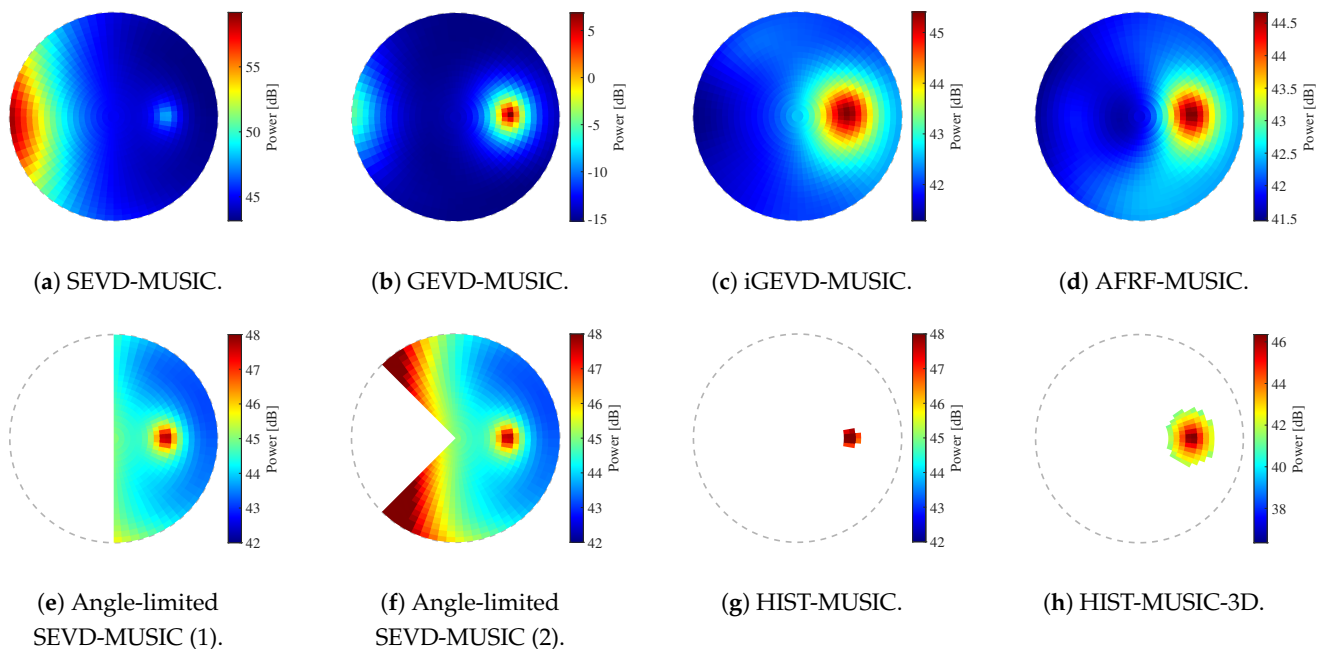 55
50
45
Power [dB]
5
0
-5
-10
-15
Power [dB]
45
44
43
42
Power [dB]
44.5
44
43.5
43
42.5
42
41.5
Power [dB]
(a) SEVD-MUSIC.
(b) GEVD-MUSIC.
(c) iGEVD-MUSIC.
(d) AFRF-MUSIC.
48
47
46
45
44
43
42
Power [dB]
48
47
46
45
44
43
42
Power [dB]
48
47
46
45
44
43
42
Power [dB]
46
44
42
40
38
Power [dB]
(e) Angle-limited
SEVD-MUSIC (1).
(f) Angle-limited
SEVD-MUSIC (2).
(g) HIST-MUSIC.
(h) HIST-MUSIC-3D.